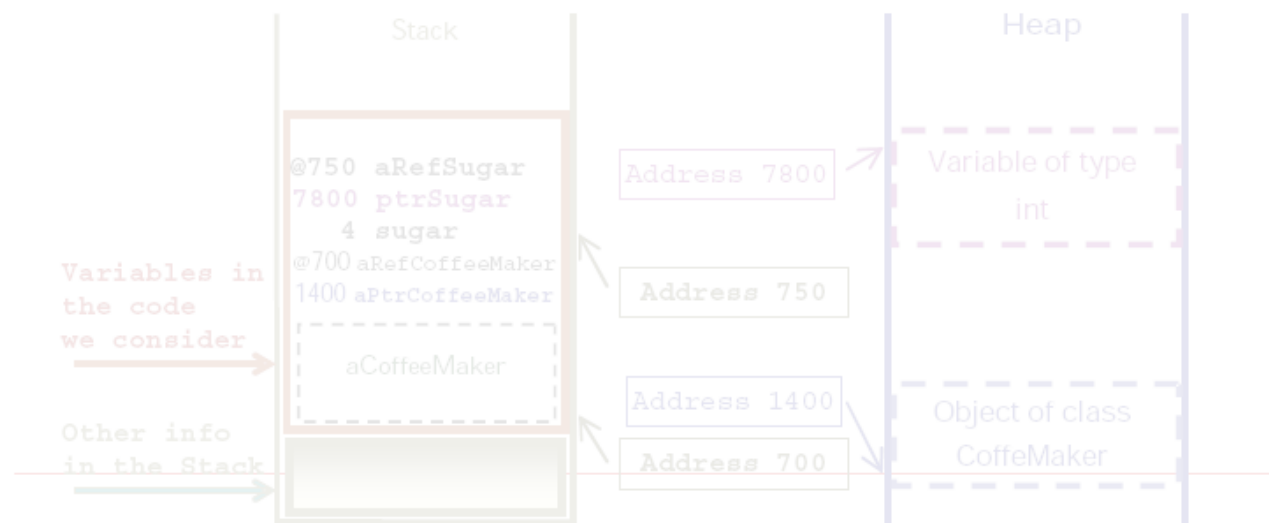 Stack
Heap
@750 aRefSugar
7800 ptrSugar
4 sugar
@700 aRefCoffeeMaker
1400 aPtrCoffeeMaker
aCoffeeMaker
Variables in
the code
we consider
Other info
in the Stack
Address 7800
Address 750
Address 1400
Address 700
Variable of type
int
Object of class
CoffeMaker